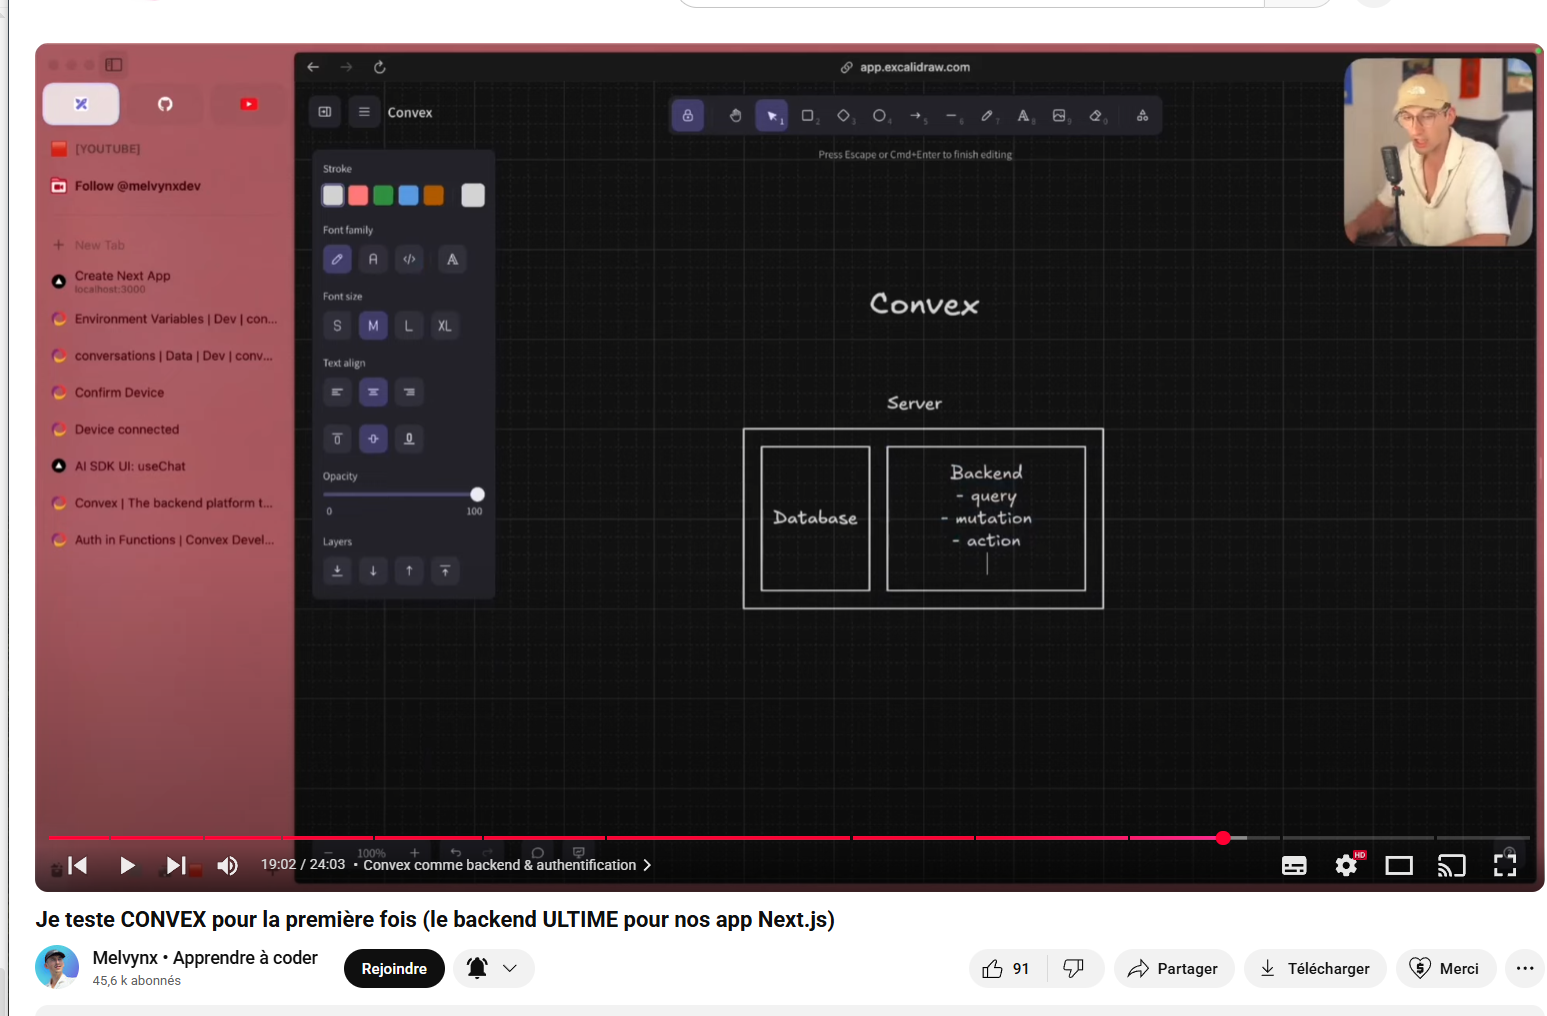 app.excalidraw.com
Convex
[YOUTUBE]
Follow @melvynxdev
New Tab
Create Next App
localhost:3000
Environment Variables | Dev | con...
conversations | Data | Dev | conv...
Confirm Device
Device connected
AI SDK UI: useChat
Convex | The backend platform t...
Auth in Functions | Convex Devel...
Press Escape or Cmd+Enter to finish editing
Stroke
Font family
Font size
S M L XL
Text align
Opacity
0 100
Layers
Convex
Server
Database
Backend
- query
- mutation
- action
100%
19:02 / 24:03 • Convex comme backend & authentification
HD
Je teste CONVEX pour la première fois (le backend ULTIME pour nos app Next.js)
Melvynx • Apprendre à coder
45,6 k abonnés
Rejoindre
91
Partager
Télécharger
Merci